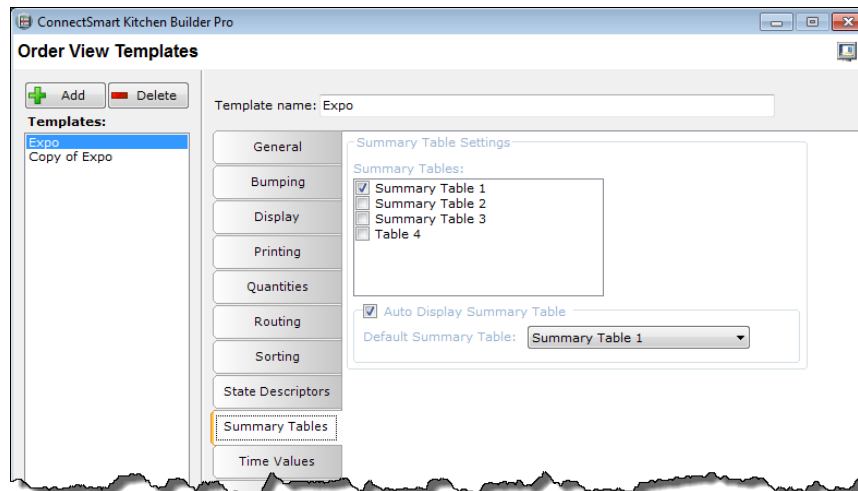 ConnectSmart Kitchen Builder Pro
Order View Templates
Add
Delete
Templates:
Expo
Copy of Expo
Template name: Expo
General
Bumping
Display
Printing
Quantities
Routing
Sorting
State Descriptors
Summary Tables
Time Values
Summary Table Settings
Summary Tables:
Summary Table 1
Summary Table 2
Summary Table 3
Table 4
Auto Display Summary Table
Default Summary Table: Summary Table 1